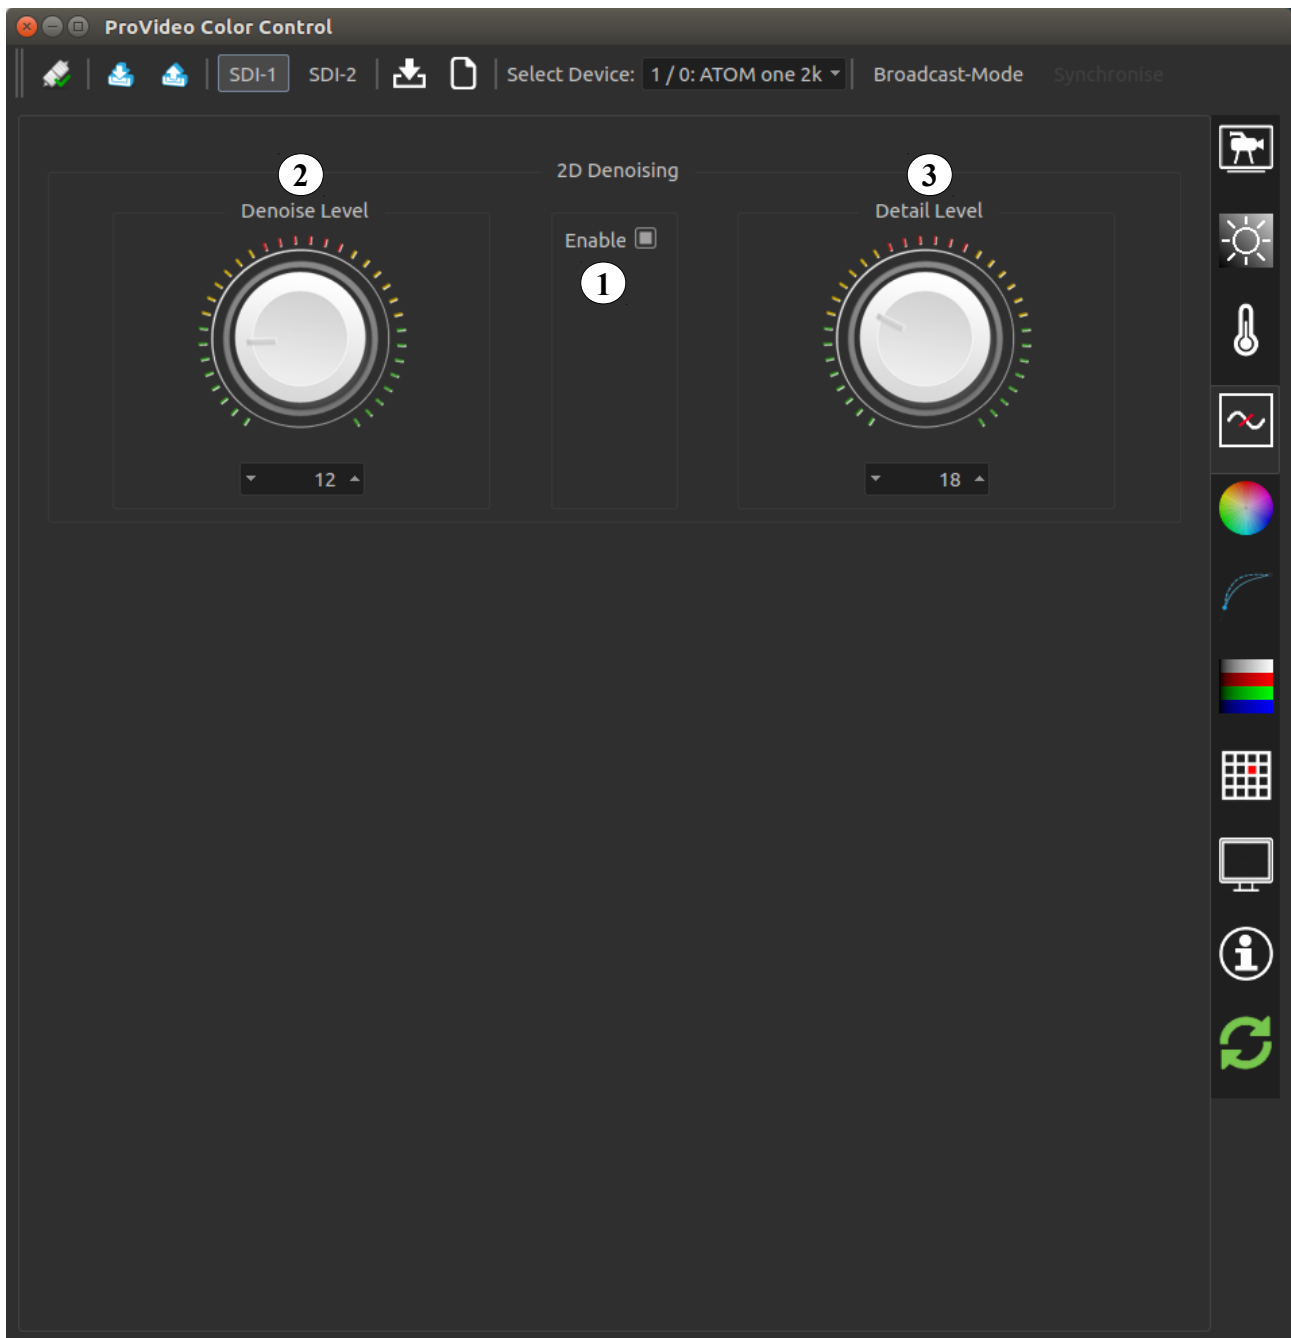 ProVideo Color Control
SDI-1 SDI-2 Select Device: 1 / 0: ATOM one 2k Broadcast-Mode Synchronise
2D Denoising
2 3
Denoise Level Enable Detail Level
1
12 18